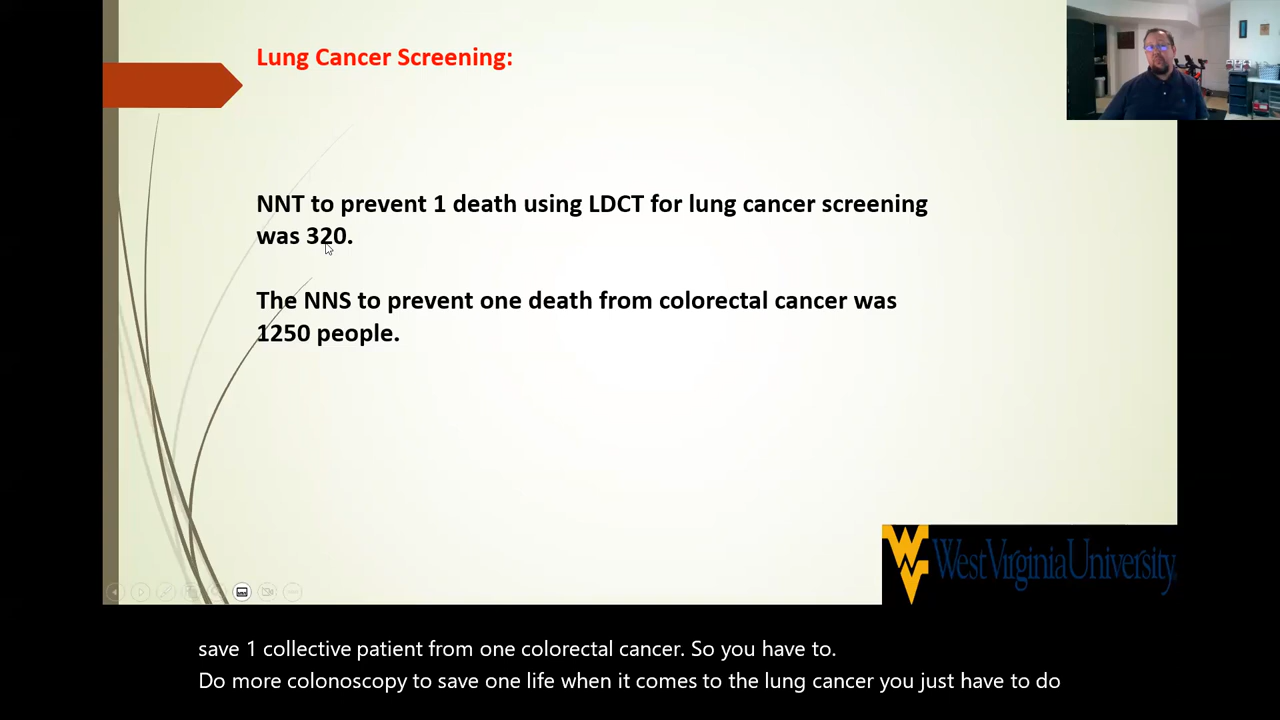 Lung Cancer Screening:
NNT to prevent 1 death using LDCT for lung cancer screening
was 320.
The NNS to prevent one death from colorectal cancer was
1250 people.
WestVirginiaUniversity
save 1 collective patient from one colorectal cancer. So you have to.
Do more colonoscopy to save one life when it comes to the lung cancer you just have to do